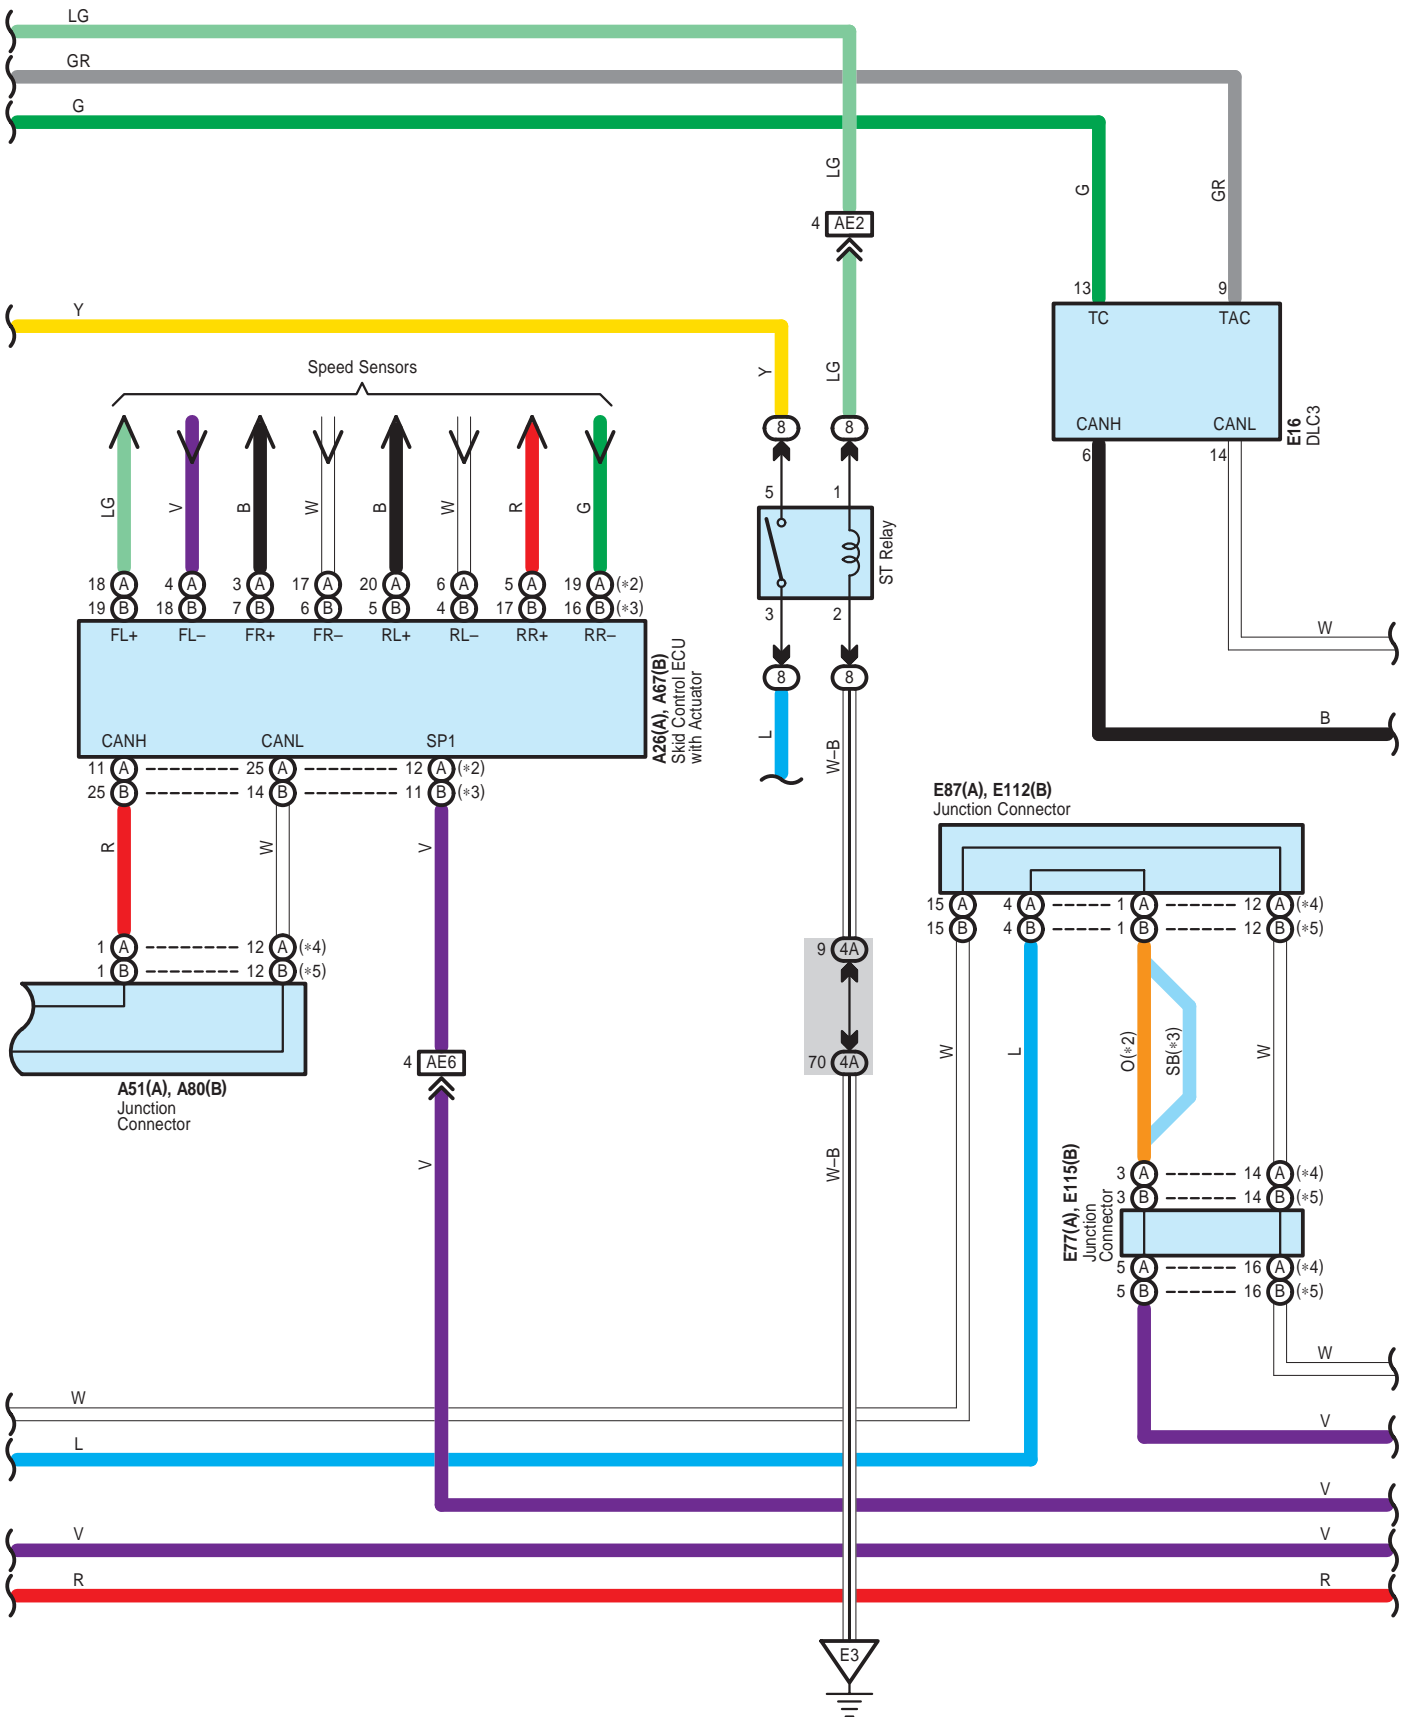 LG
GR
G
LG
G
GR
4 AE2
13 9
TC TAC
CANH CANL
6 14
E16
DLC3
Y
Y
LG
8 8
5 1
ST Relay
3 2
8 8
L
W–B
Speed Sensors
LG V B W B W R G
18 A 4 A 3 A 17 A 20 A 6 A 5 A 19 A (*2)
19 B 18 B 7 B 6 B 5 B 4 B 17 B 16 B (*3)
FL+ FL– FR+ FR– RL+ RL– RR+ RR–
A26(A), A67(B)
Skid Control ECU
with Actuator
CANH CANL SP1
11 A 25 A 12 A (*2)
25 B 14 B 11 B (*3)
R W V
1 A 12 A (*4)
1 B 12 B (*5)
A51(A), A80(B)
Junction
Connector
4 AE6
V
W
B
E87(A), E112(B)
Junction Connector
15 A 4 A 1 A 12 A (*4)
15 B 4 B 1 B 12 B (*5)
9 4A
70 4A
W–B
W L O(*2) SB(*3) W
3 A 14 A (*4)
3 B 14 B (*5)
E77(A), E115(B)
Junction
Connector
5 A 16 A (*4)
5 B 16 B (*5)
W
W
V
L
V
V V
R R
E3